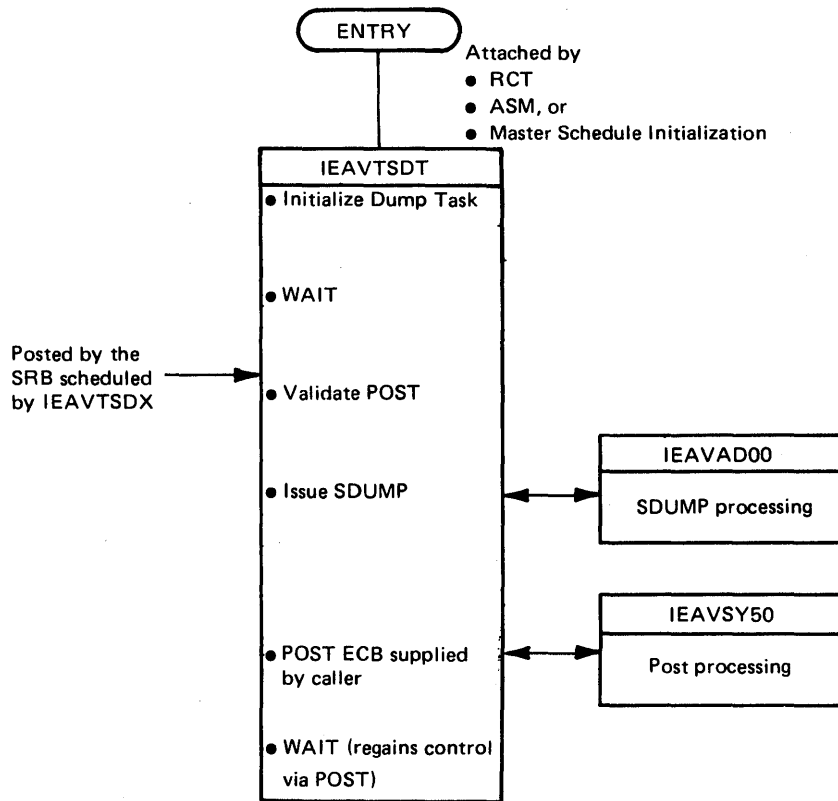 ENTRY
Attached by
• RCT
• ASM, or
• Master Schedule Initialization
IEAVTSDT
• Initialize Dump Task
• WAIT
Posted by the
SRB scheduled
by IEAVTSDX
• Validate POST
• Issue SDUMP
IEAVAD00
SDUMP processing
• POST ECB supplied
by caller
IEAVSY50
Post processing
• WAIT (regains control
via POST)